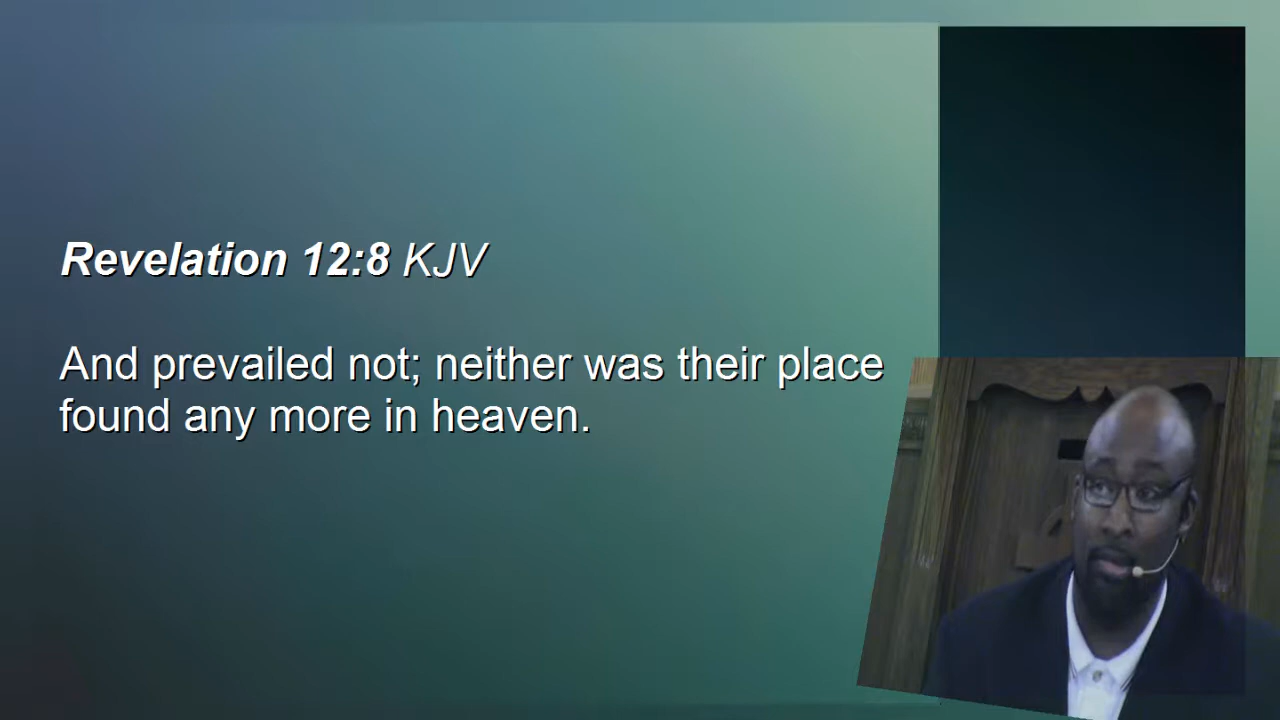 Revelation 12:8 KJV
And prevailed not; neither was their place
found any more in heaven.